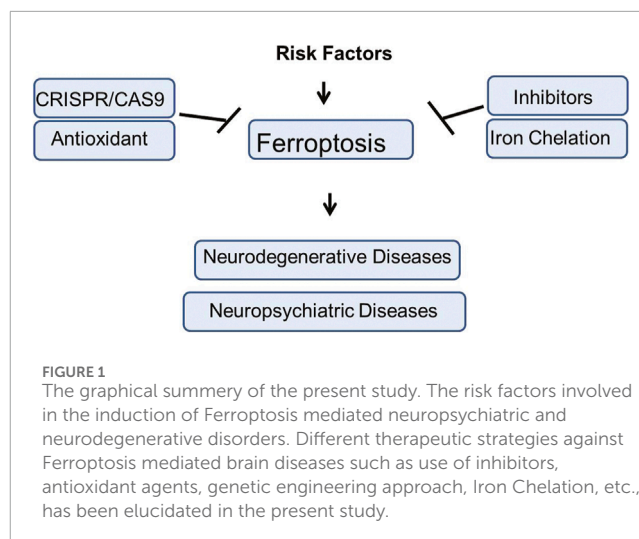 Risk Factors
CRISPR/CAS9
Antioxidant
Inhibitors
Iron Chelation
Ferroptosis
Neurodegenerative Diseases
Neuropsychiatric Diseases
FIGURE 1
The graphical summery of the present study. The risk factors involved
in the induction of Ferroptosis mediated neuropsychiatric and
neurodegenerative disorders. Different therapeutic strategies against
Ferroptosis mediated brain diseases such as use of inhibitors,
antioxidant agents, genetic engineering approach, Iron Chelation, etc.,
has been elucidated in the present study.